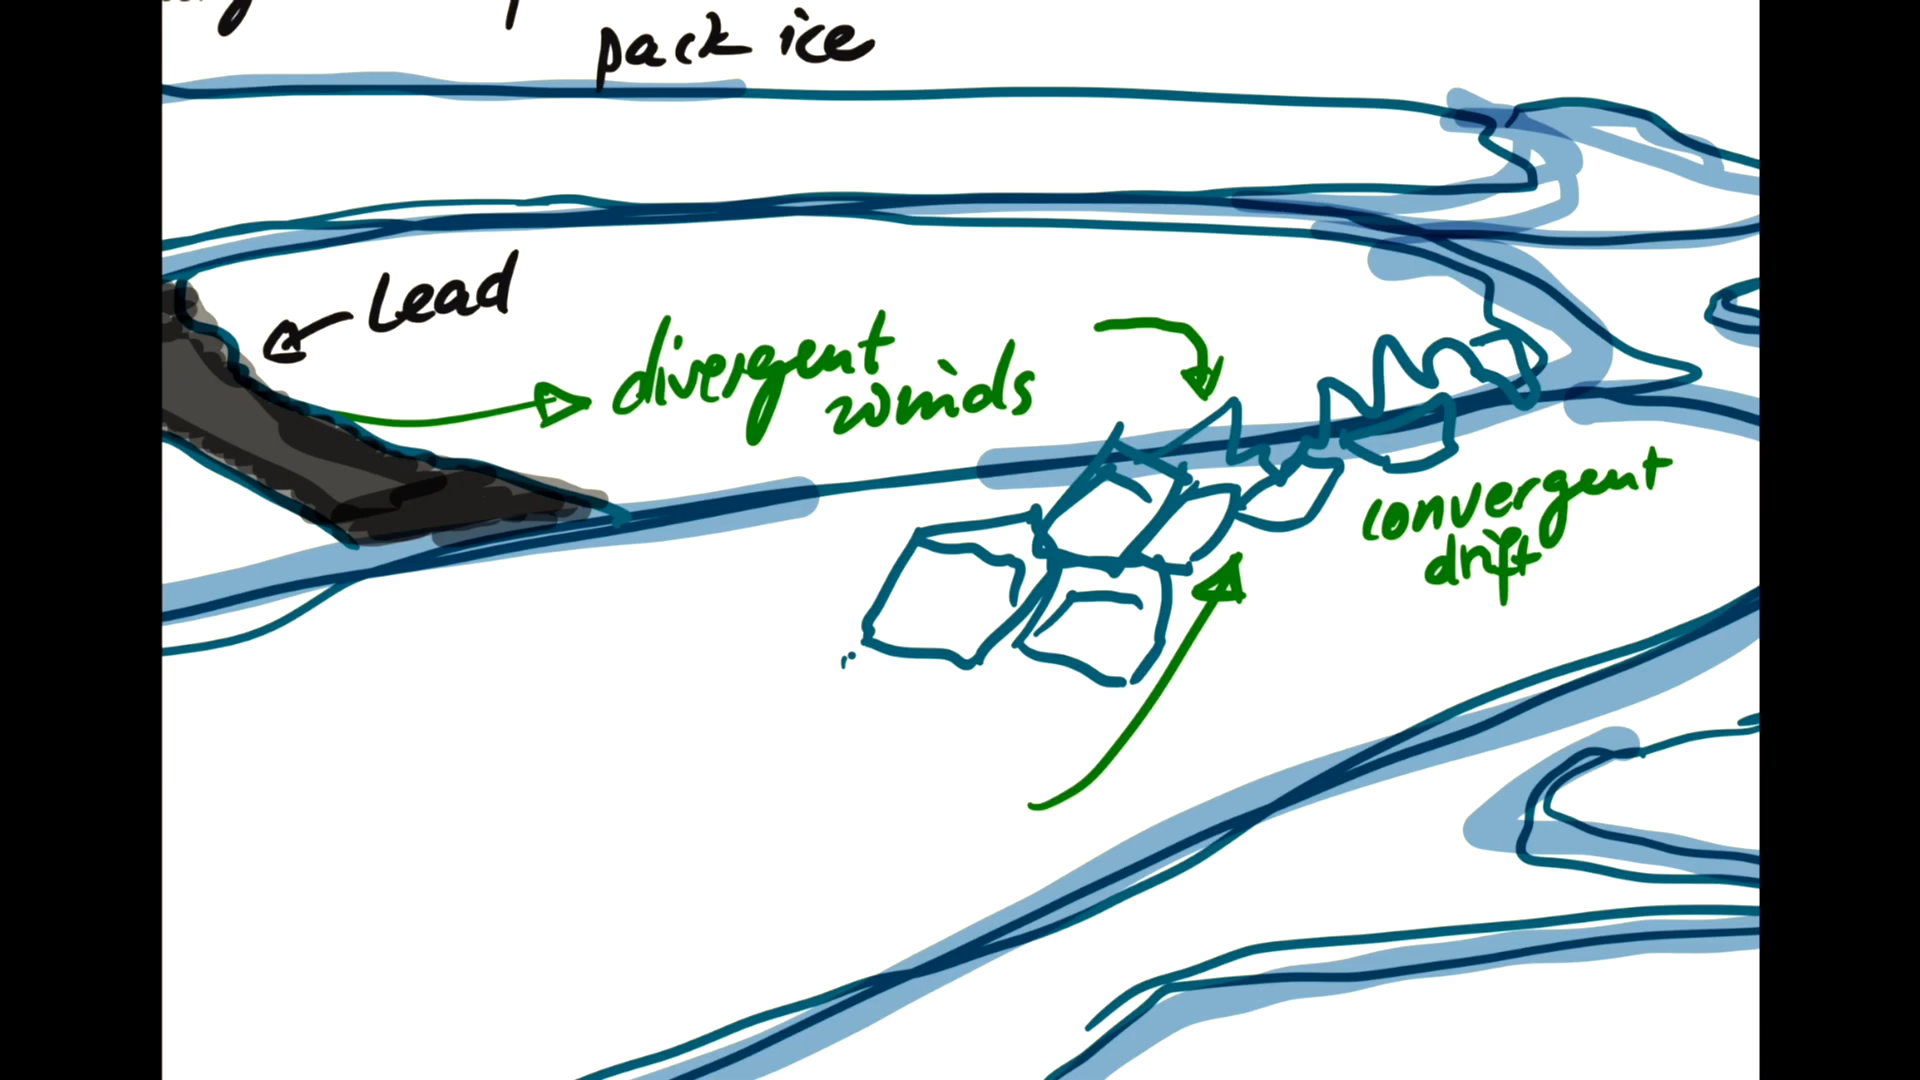 pack ice
Lead
divergent
winds
convergent
drift